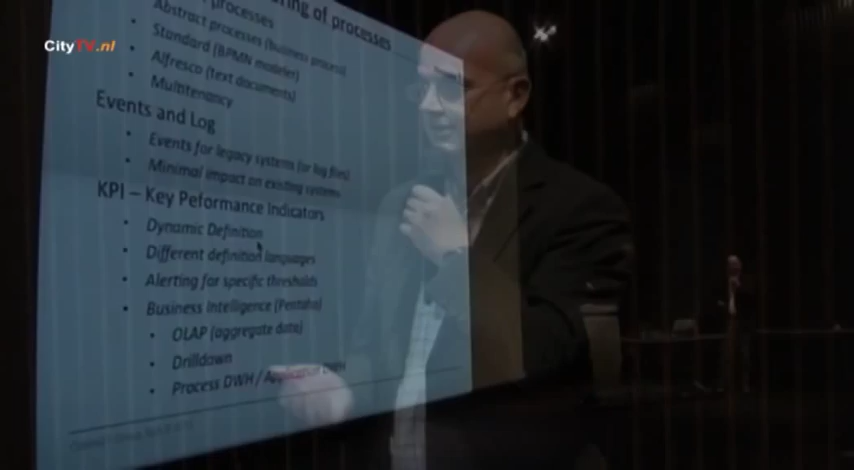 CityTV.nl
ring of processes
processes
Abstract processes (business process)
Standard (BPMN modeler)
Alfresco (text documents)
Multitenancy
Events and Log
Events for legacy systems (or log files)
Minimal impact on existing systems
KPI – Key Peformance Indicators
Dynamic Definition
Different definition languages
Alerting for specific thresholds
Business Intelligence (Pentaho)
OLAP (aggregate data)
Drilldown
Process DWH / Application DWH